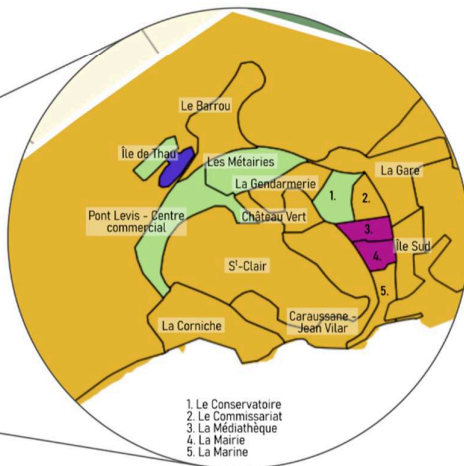 Le Barrou
Île de Thau
Les Métairies
La Gare
La Gendarmerie
1.
2.
Pont Levis - Centre
commercial
Château Vert
3.
Île Sud
4.
Sᵗ-Clair
5.
La Corniche
Caraussane -
Jean Vilar
1. Le Conservatoire
2. Le Commissariat
3. La Médiathèque
4. La Mairie
5. La Marine